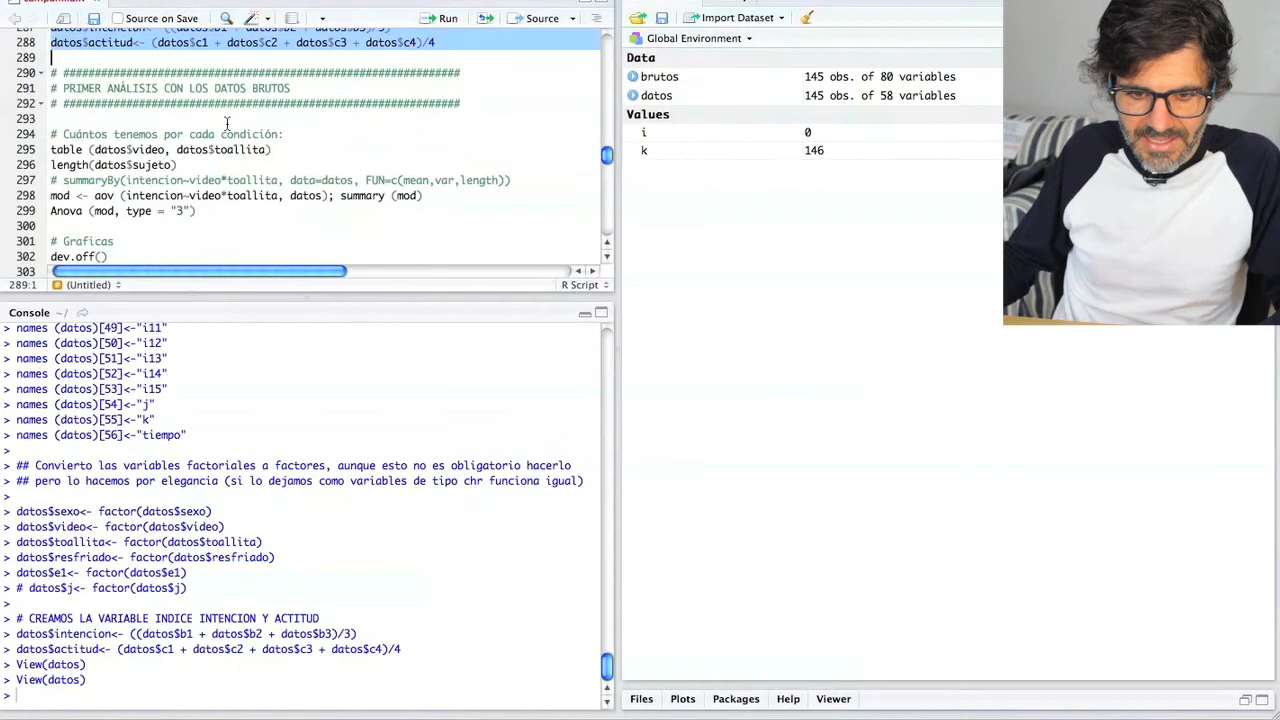 Source on Save
Run
Source
287
datos$intencion<- ((datos$b1 + datos$b2 + datos$b3)/3)
288
datos$actitud<- (datos$c1 + datos$c2 + datos$c3 + datos$c4)/4
289
290 # ###############################################################
291 # PRIMER ANÁLISIS CON LOS DATOS BRUTOS
292 # ###############################################################
293
294 # Cuántos tenemos por cada condición:
295 table (datos$video, datos$toallita)
296 length(datos$sujeto)
297 # summaryBy(intencion~video*toallita, data=datos, FUN=c(mean,var,length))
298 mod <- aov (intencion~video*toallita, datos); summary (mod)
299 Anova (mod, type = "3")
300
301 # Graficas
302 dev.off()
303
289:1 (Untitled) R Script
Console ~/
> names (datos)[49]<-"i11"
> names (datos)[50]<-"i12"
> names (datos)[51]<-"i13"
> names (datos)[52]<-"i14"
> names (datos)[53]<-"i15"
> names (datos)[54]<-"j"
> names (datos)[55]<-"k"
> names (datos)[56]<-"tiempo"
>
> ## Convierto las variables factoriales a factores, aunque esto no es obligatorio hacerlo
> ## pero lo hacemos por elegancia (si lo dejamos como variables de tipo chr funciona igual)
>
> datos$sexo<- factor(datos$sexo)
> datos$video<- factor(datos$video)
> datos$toallita<- factor(datos$toallita)
> datos$resfriado<- factor(datos$resfriado)
> datos$e1<- factor(datos$e1)
> # datos$j<- factor(datos$j)
>
> # CREAMOS LA VARIABLE INDICE INTENCION Y ACTITUD
> datos$intencion<- ((datos$b1 + datos$b2 + datos$b3)/3)
> datos$actitud<- (datos$c1 + datos$c2 + datos$c3 + datos$c4)/4
> View(datos)
> View(datos)
>
Import Dataset
Global Environment
Data
brutos 145 obs. of 80 variables
datos 145 obs. of 58 variables
Values
i 0
k 146
Files Plots Packages Help Viewer